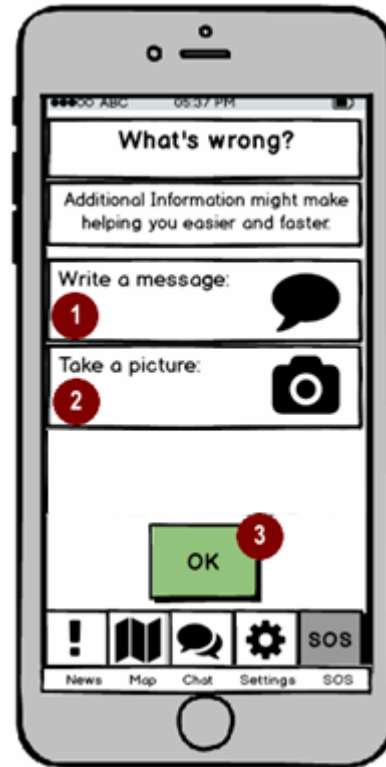 ABC 05:37 PM
What's wrong?
Additional Information might make
helping you easier and faster.
Write a message:
1
Take a picture:
2
3
OK
SOS
News Map Chat Settings SOS